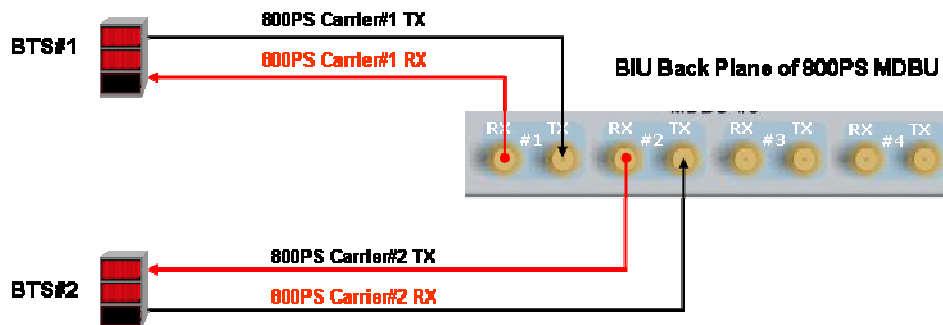 800PS Carrier#1 TX
BTS#1
800PS Carrier#1 RX
BIU Back Plane of 800PS MDBU
RX #1 TX RX #2 TX RX #3 TX RX #4 TX
800PS Carrier#2 TX
BTS#2
800PS Carrier#2 RX